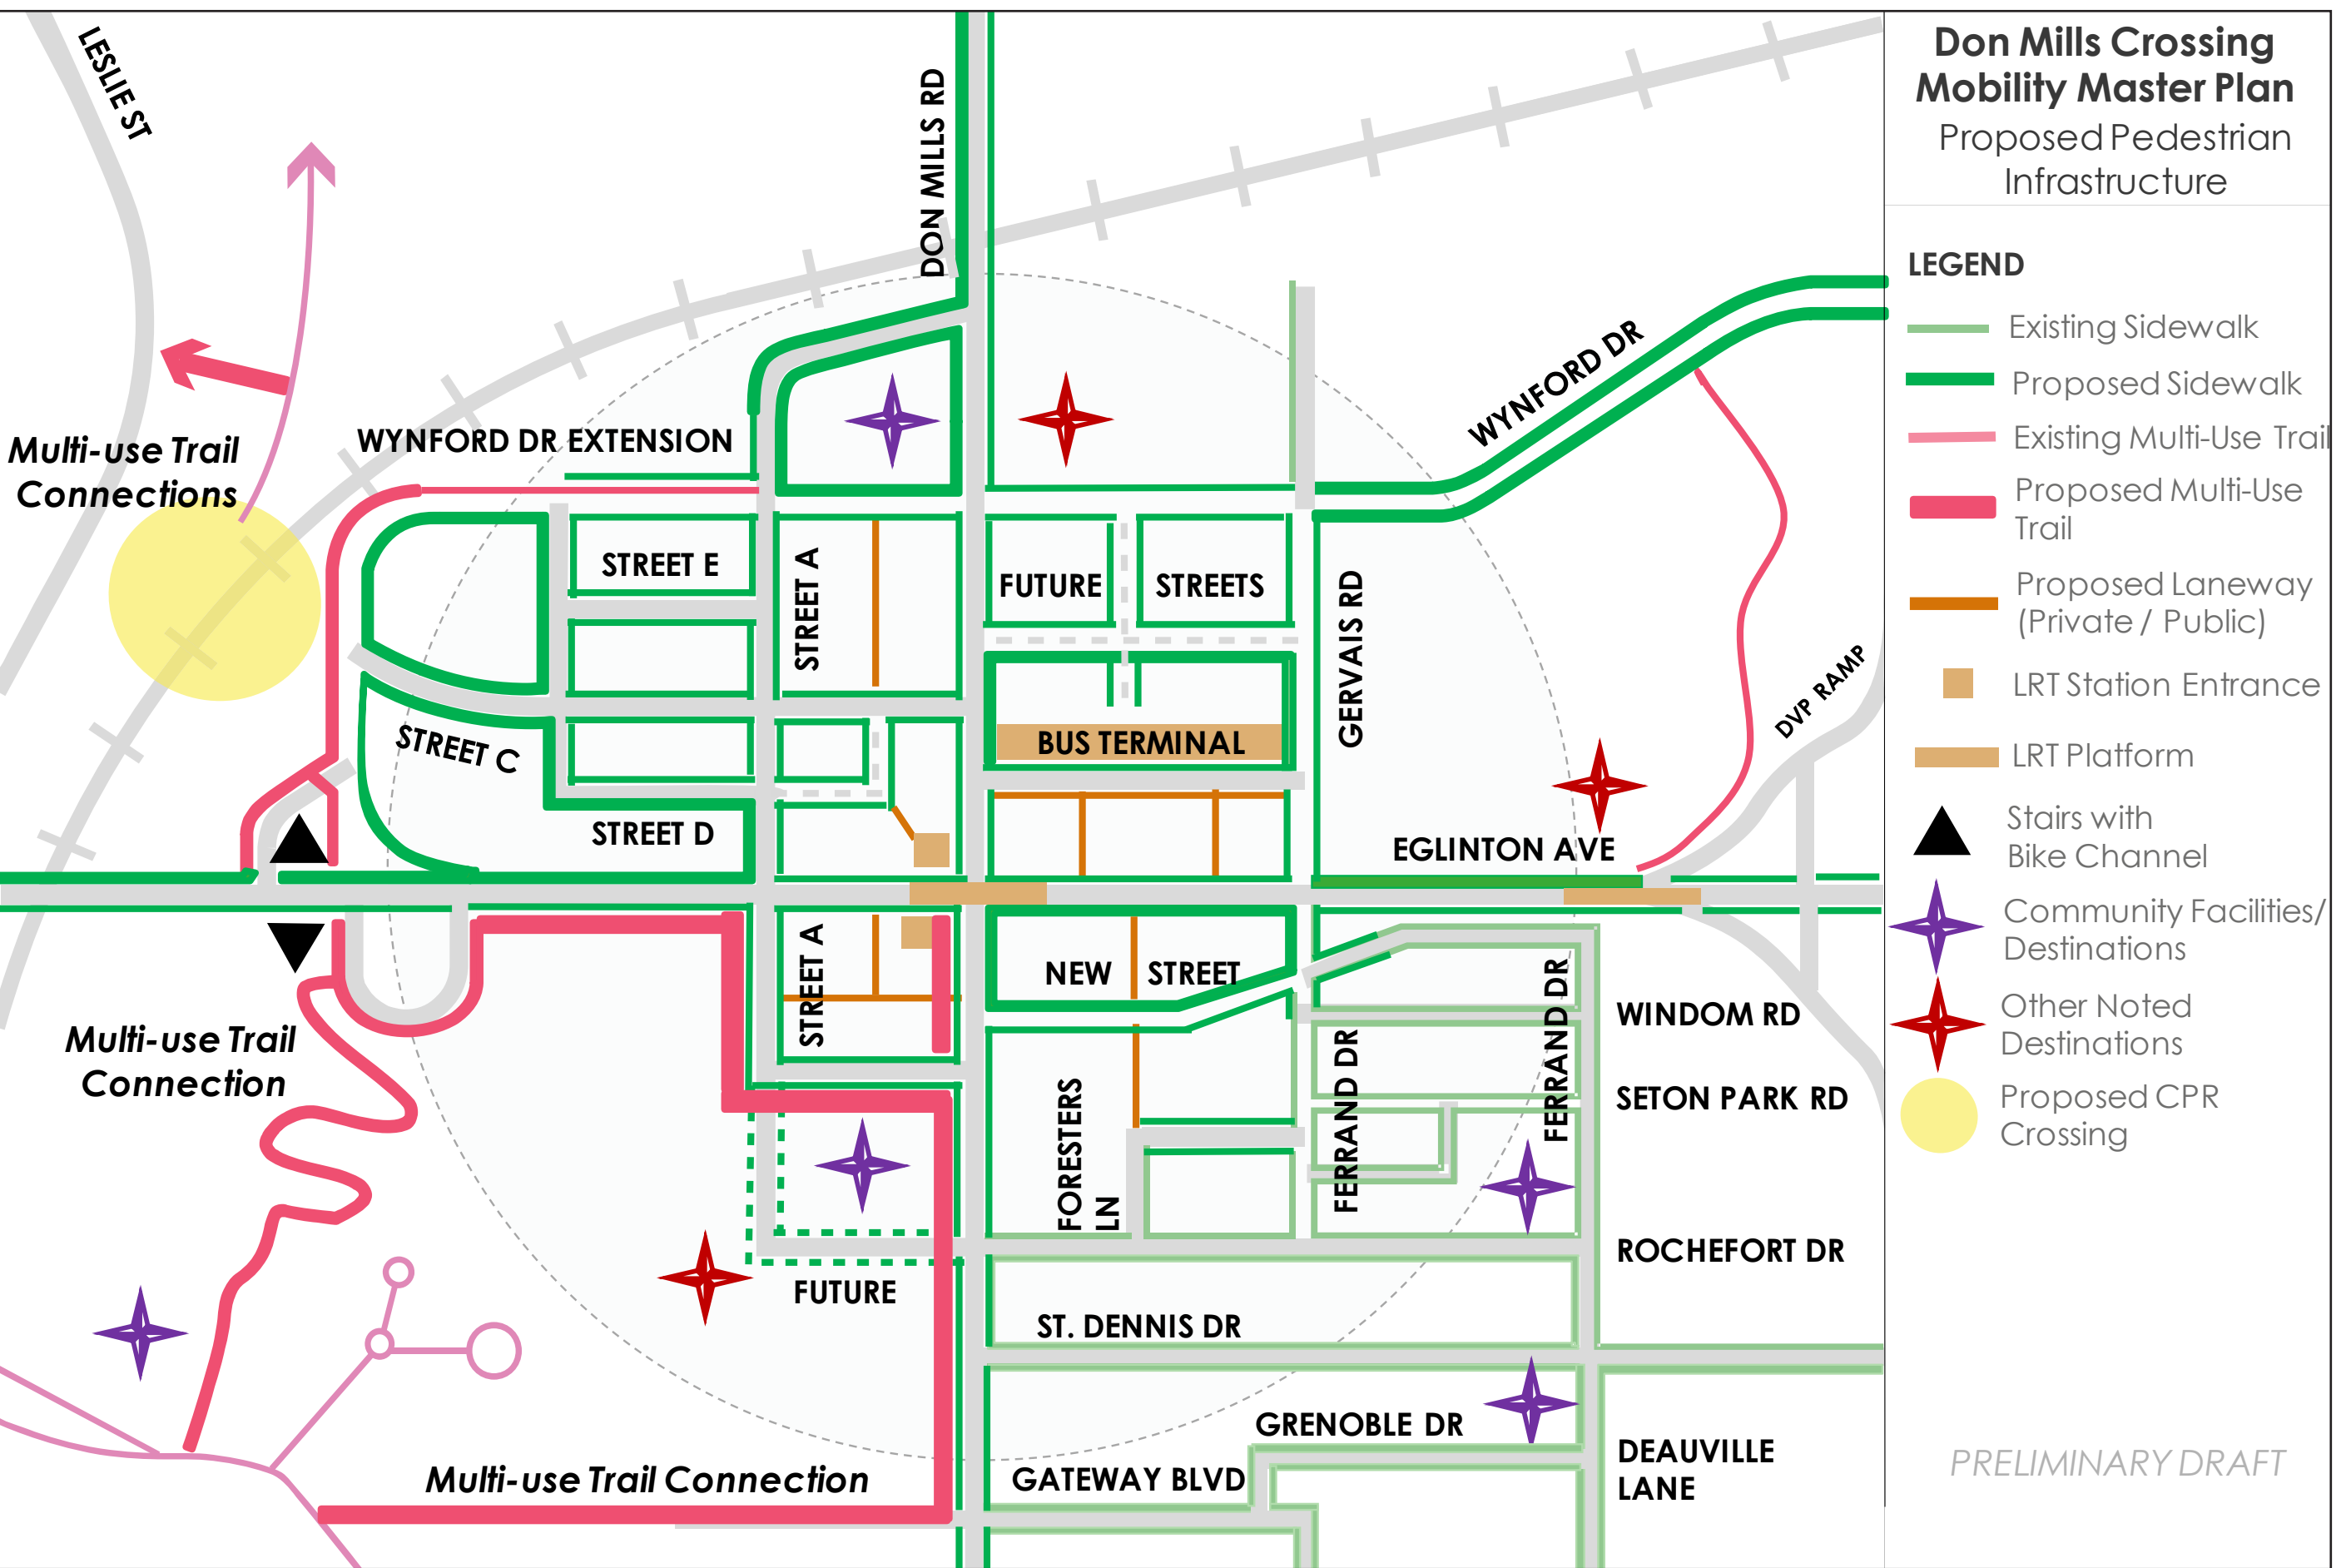 LESLIE ST
DON MILLS RD
Multi-use Trail
Connections
WYNFORD DR EXTENSION
WYNFORD DR
STREET E
STREET A
FUTURE STREETS
GERVAIS RD
BUS TERMINAL
STREET C
STREET D
DVP RAMP
EGLINTON AVE
STREET A
NEW STREET
FERRAND DR
FERRAND DR
WINDOM RD
Multi-use Trail
Connection
SETON PARK RD
FORESTERS
LN
ROCHEFORT DR
FUTURE
ST. DENNIS DR
GRENOBLE DR
DEAUVILLE
LANE
Multi-use Trail Connection
GATEWAY BLVD
Don Mills Crossing
Mobility Master Plan
Proposed Pedestrian
Infrastructure
LEGEND
Existing Sidewalk
Proposed Sidewalk
Existing Multi-Use Trail
Proposed Multi-Use
Trail
Proposed Laneway
(Private / Public)
LRT Station Entrance
LRT Platform
Stairs with
Bike Channel
Community Facilities/
Destinations
Other Noted
Destinations
Proposed CPR
Crossing
PRELIMINARY DRAFT